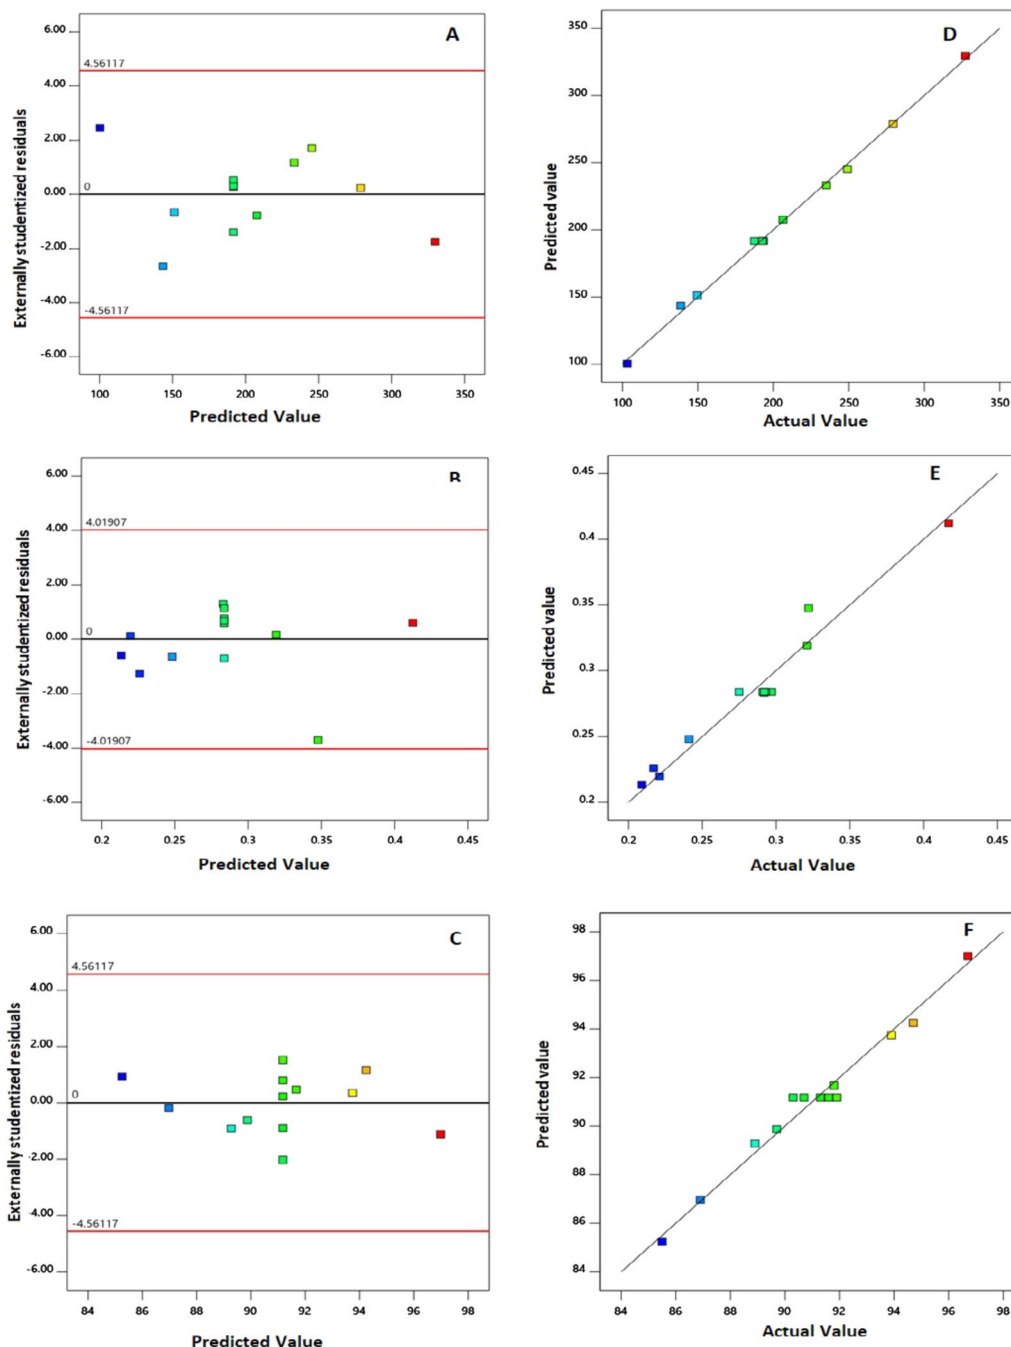 A
6.00
4.56117
4.00
2.00
0
0.00
-2.00
-4.00
-4.56117
-6.00
Externally studentized residuals
100 150 200 250 300 350
Predicted Value
D
350
300
250
200
150
100
Predicted value
100 150 200 250 300 350
Actual Value
B
6.00
4.01907
4.00
2.00
0
0.00
-2.00
-4.01907
-4.00
-6.00
Externally studentized residuals
0.2 0.25 0.3 0.35 0.4 0.45
Predicted Value
E
0.45
0.4
0.35
0.3
0.25
0.2
Predicted value
0.2 0.25 0.3 0.35 0.4 0.45
Actual Value
C
6.00
4.56117
4.00
2.00
0
0.00
-2.00
-4.00
-4.56117
-6.00
Externally studentized residuals
84 86 88 90 92 94 96 98
Predicted Value
F
98
96
94
92
90
88
86
84
Predicted value
84 86 88 90 92 94 96 98
Actual Value